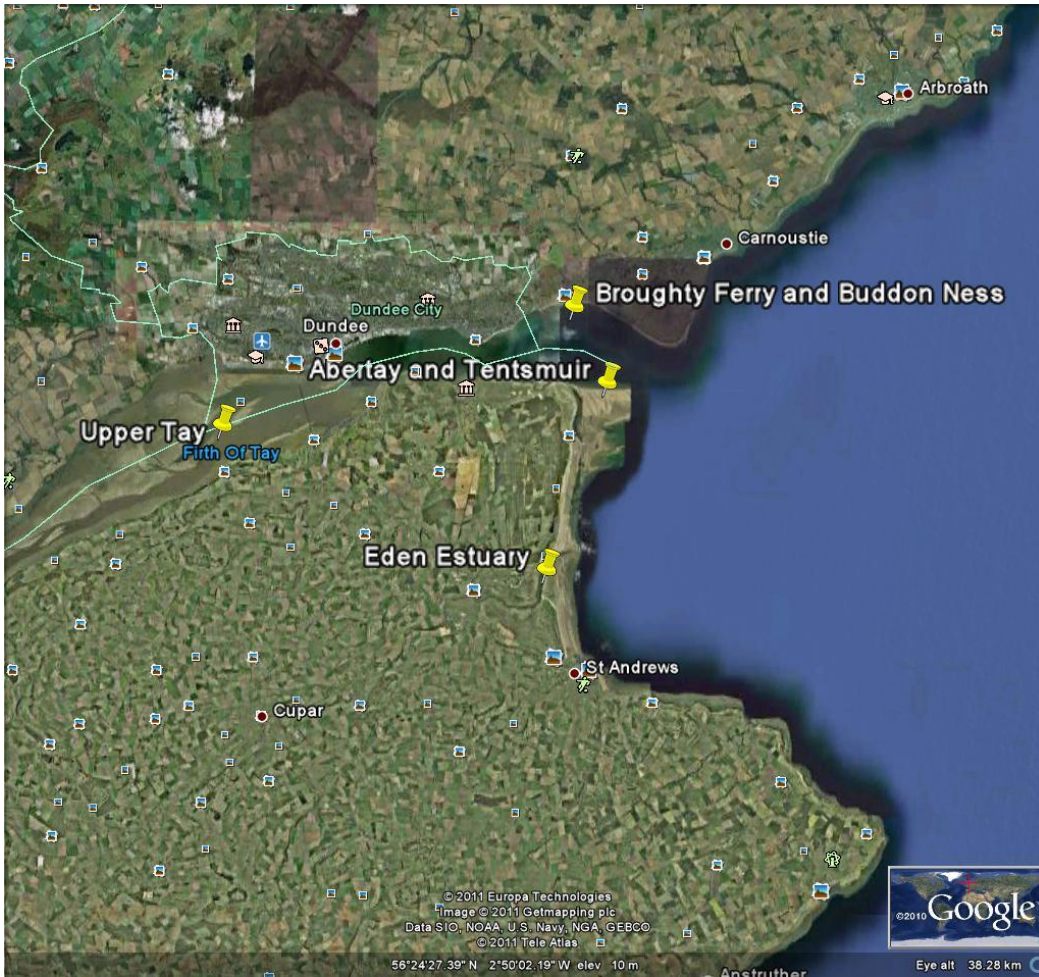 Arbroath
Carnoustie
Broughty Ferry and Buddon Ness
Dundee City
Dundee
Abertay and Tentsmuir
Upper Tay
Firth Of Tay
Eden Estuary
St Andrews
Cupar
© 2011 Europa Technologies
Image © 2011 Getmapping plc
Data SIO, NOAA, U.S. Navy, NGA, GEBCO
© 2011 Tele Atlas
©2010 Google
56°24'27.39" N 2°50'02.19" W elev 10 m
Eye alt 38.28 km
Anstruther